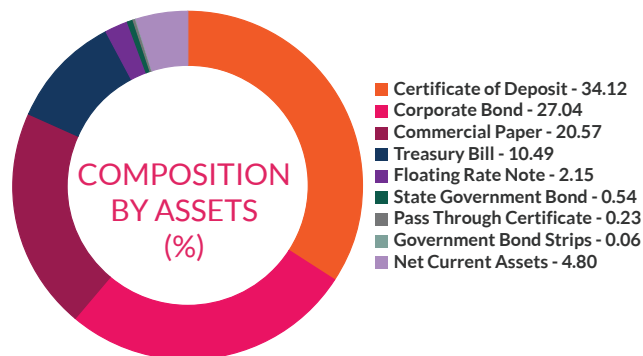 COMPOSITION
BY ASSETS
(%)
Certificate of Deposit - 34.12
Corporate Bond - 27.04
Commercial Paper - 20.57
Treasury Bill - 10.49
Floating Rate Note - 2.15
State Government Bond - 0.54
Pass Through Certificate - 0.23
Government Bond Strips - 0.06
Net Current Assets - 4.80